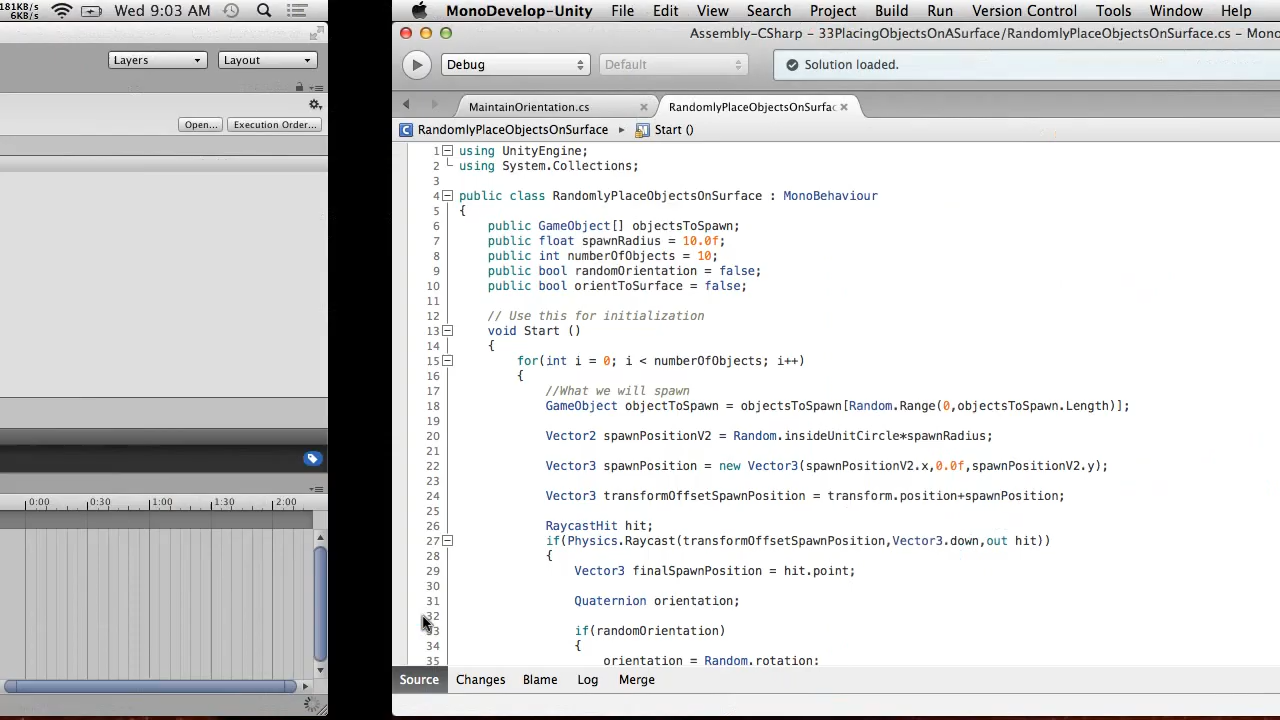 181KB/s
6KB/s
Wed 9:03 AM
MonoDevelop-Unity File Edit View Search Project Build Run Version Control Tools Window Help
Assembly-CSharp - 33PlacingObjectsOnASurface/RandomlyPlaceObjectsOnSurface.cs - Mono
Layers
Layout
Debug
Default
Solution loaded.
MaintainOrientation.cs
RandomlyPlaceObjectsOnSurfac
Open...
Execution Order...
RandomlyPlaceObjectsOnSurface
Start ()
1 using UnityEngine;
2 using System.Collections;
3
4 public class RandomlyPlaceObjectsOnSurface : MonoBehaviour
5 {
6 public GameObject[] objectsToSpawn;
7 public float spawnRadius = 10.0f;
8 public int numberOfObjects = 10;
9 public bool randomOrientation = false;
10 public bool orientToSurface = false;
11
12 // Use this for initialization
13 void Start ()
14 {
15 for(int i = 0; i < numberOfObjects; i++)
16 {
17 //What we will spawn
18 GameObject objectToSpawn = objectsToSpawn[Random.Range(0,objectsToSpawn.Length)];
19
20 Vector2 spawnPositionV2 = Random.insideUnitCircle*spawnRadius;
21
22 Vector3 spawnPosition = new Vector3(spawnPositionV2.x,0.0f,spawnPositionV2.y);
23
24 Vector3 transformOffsetSpawnPosition = transform.position+spawnPosition;
25
26 RaycastHit hit;
27 if(Physics.Raycast(transformOffsetSpawnPosition,Vector3.down,out hit))
28 {
29 Vector3 finalSpawnPosition = hit.point;
30
31 Quaternion orientation;
32
33 if(randomOrientation)
34 {
35 orientation = Random.rotation;
0:00 0:30 1:00 1:30 2:00
Source Changes Blame Log Merge